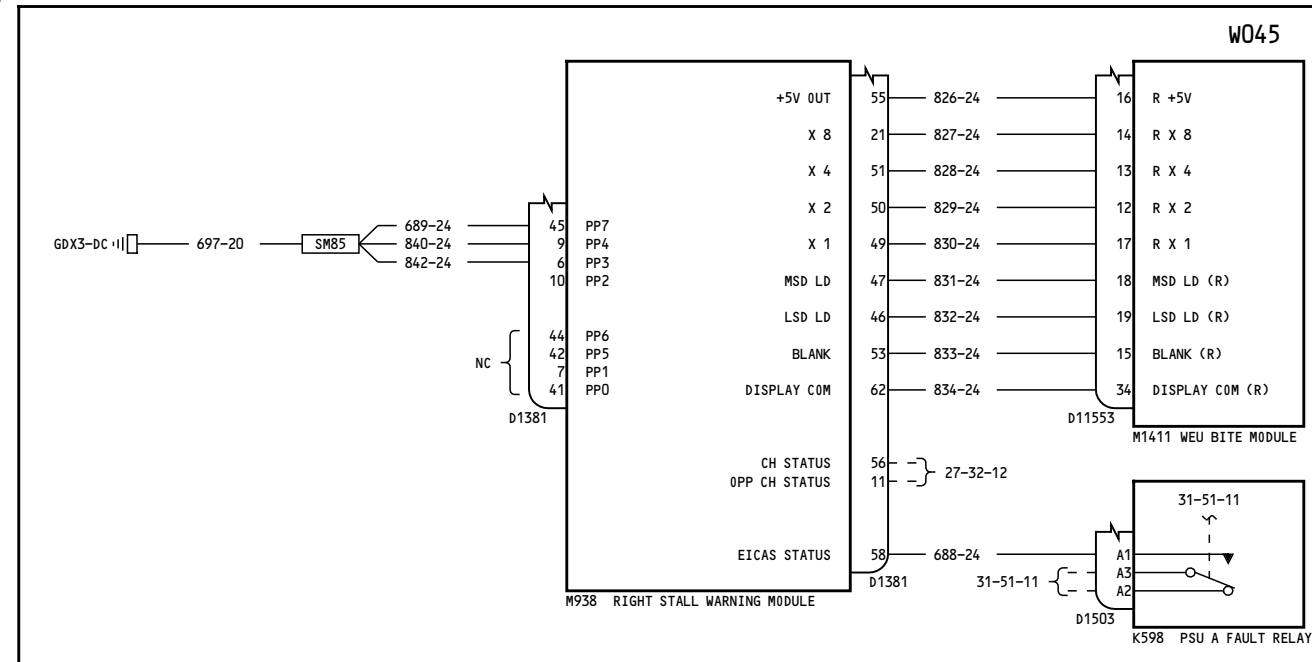 W045
+5V OUT 55 826-24 16 R +5V
X 8 21 827-24 14 R X 8
X 4 51 828-24 13 R X 4
X 2 50 829-24 12 R X 2
689-24 45 PP7
GDX3-DC 697-20 SM85 840-24 9 PP4 X 1 49 830-24 17 R X 1
842-24 6 PP3
10 PP2 MSD LD 47 831-24 18 MSD LD (R)
LSD LD 46 832-24 19 LSD LD (R)
44 PP6
42 PP5 BLANK 53 833-24 15 BLANK (R)
NC 7 PP1
41 PP0 DISPLAY COM 62 834-24 34 DISPLAY COM (R)
D1381 D11553
M1411 WEU BITE MODULE
CH STATUS 56
27-32-12
OPP CH STATUS 11
31-51-11
EICAS STATUS 58 688-24 A1
D1381 31-51-11 A3
A2
M938 RIGHT STALL WARNING MODULE
D1503
K598 PSU A FAULT RELAY